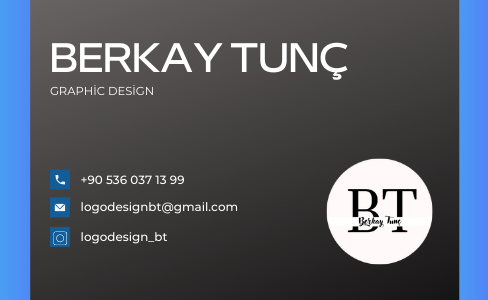 BERKAY TUNÇ
GRAPHİC DESİGN
+90 536 037 13 99
logodesignbt@gmail.com
logodesign_bt
BT
Berkay Tunç